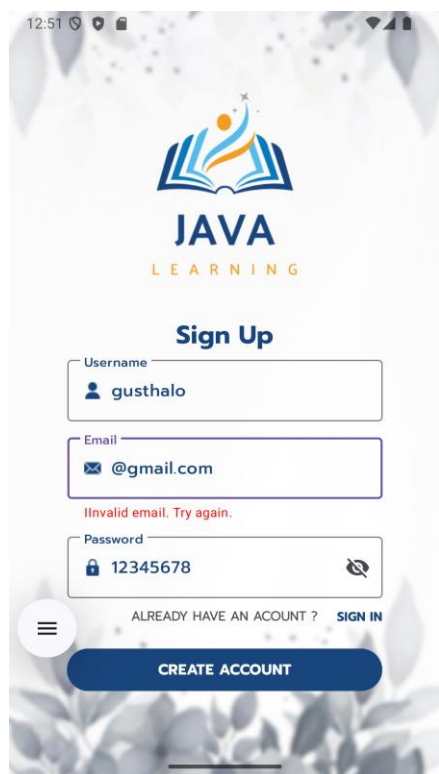 12:51
JAVA
LEARNING
Sign Up
Username
gusthalo
Email
@gmail.com
IInvalid email. Try again.
Password
12345678
ALREADY HAVE AN ACOUNT ? SIGN IN
CREATE ACCOUNT